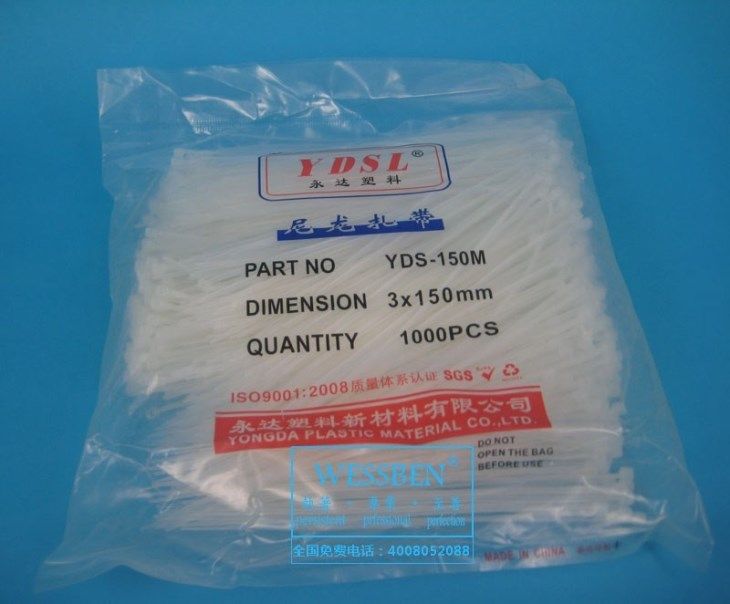 YDSL®
永达塑料
尼龙扎带
PART NO YDS-150M
DIMENSION 3x150mm
QUANTITY 1000PCS
ISO9001:2008质量体系认证 SGS
永达塑料新材料有限公司
YONGDA PLASTIC MATERIAL CO.,LTD.
DO NOT
OPEN THE BAG
BEFORE USE
WESSBEN®
persistent prfessional perfection
全国免费电话：4008052088
MADE IN CHINA